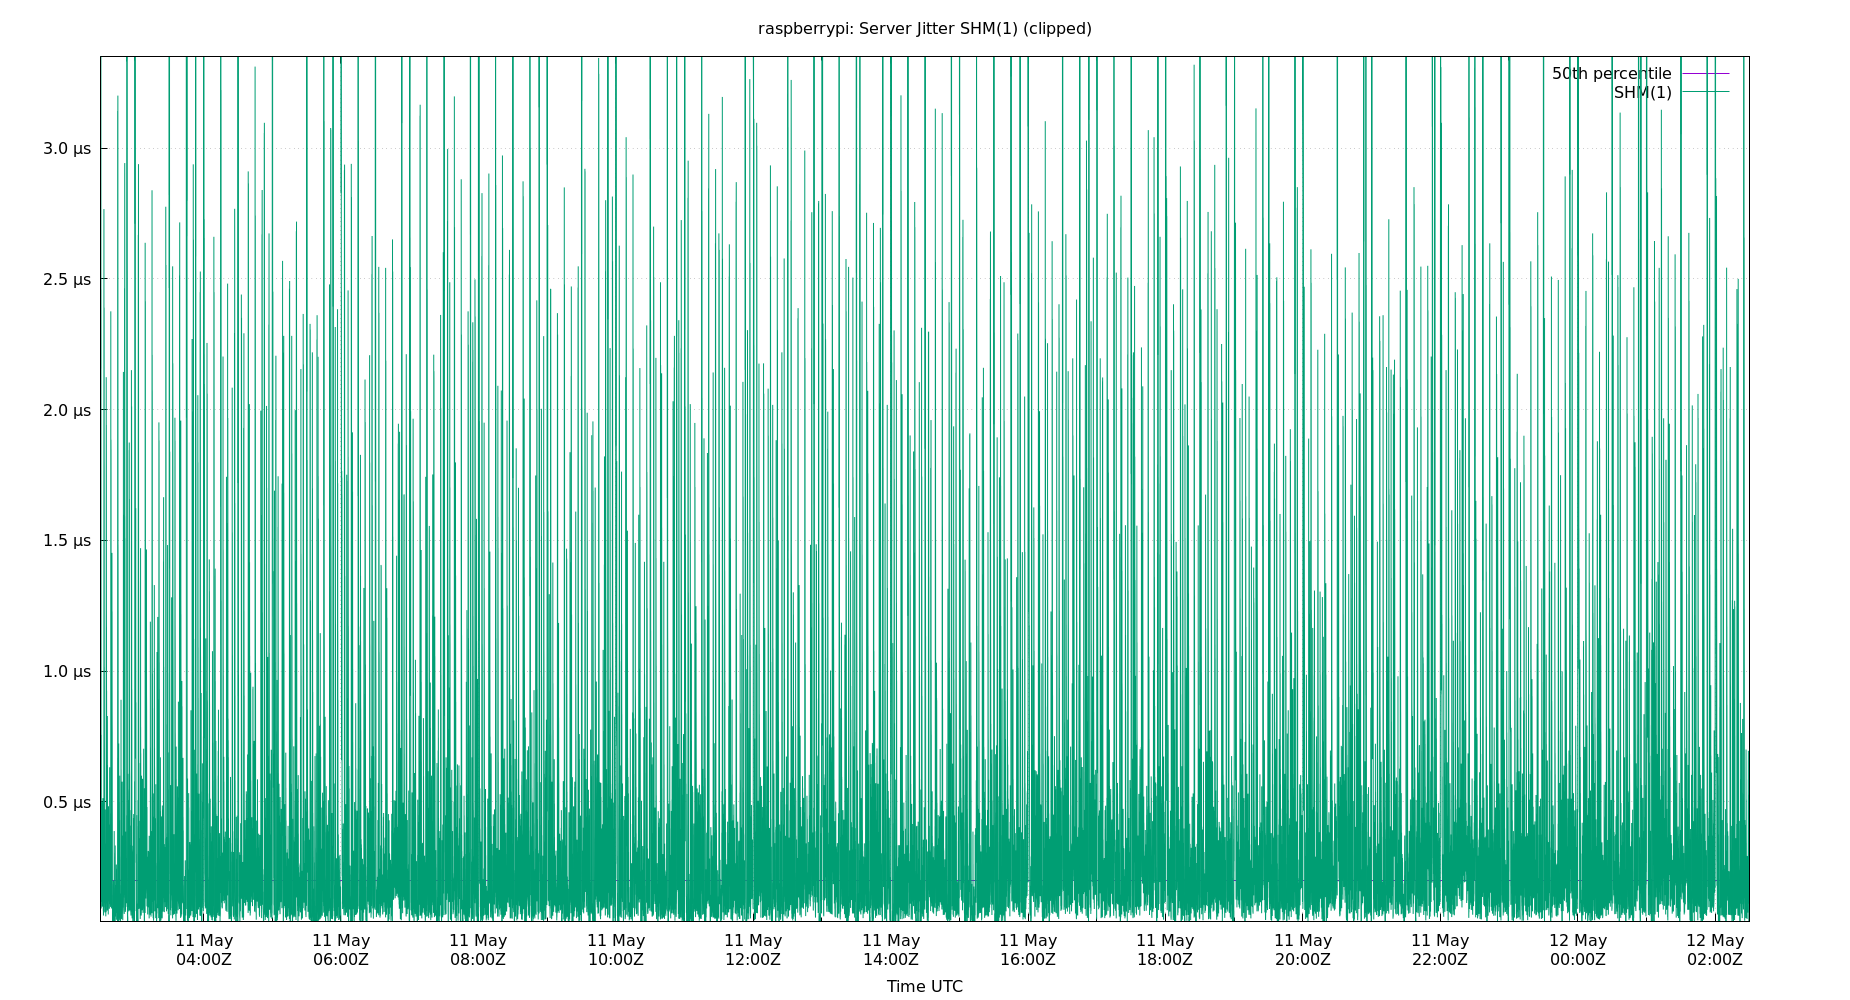 raspberrypi: Server Jitter SHM(1) (clipped)
50th percentile
SHM(1)
3.0 µs
2.5 µs
2.0 µs
1.5 µs
1.0 µs
0.5 µs
11 May 11 May 11 May 11 May 11 May 11 May 11 May 11 May 11 May 11 May 12 May 12 May
04:00Z 06:00Z 08:00Z 10:00Z 12:00Z 14:00Z 16:00Z 18:00Z 20:00Z 22:00Z 00:00Z 02:00Z
Time UTC